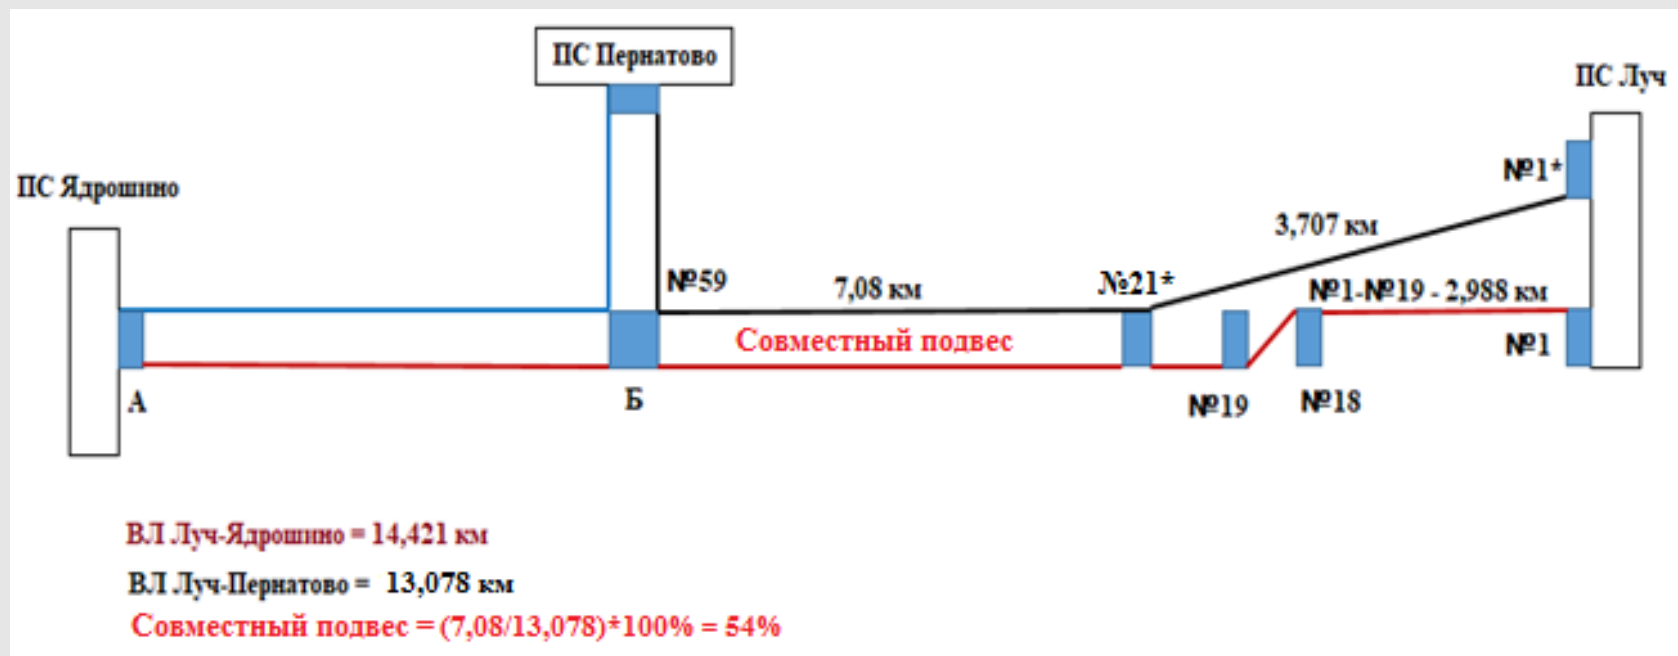 ПС Пернатово
ПС Луч
№1*
ПС Ядрошино
3,707 км
№59
7,08 км
№21*
№1-№19 - 2,988 км
Совместный подвес
№1
А
Б
№19
№18
ВЛ Луч-Ядрошино = 14,421 км
ВЛ Луч-Пернатово = 13,078 км
Совместный подвес = (7,08/13,078)*100% = 54%